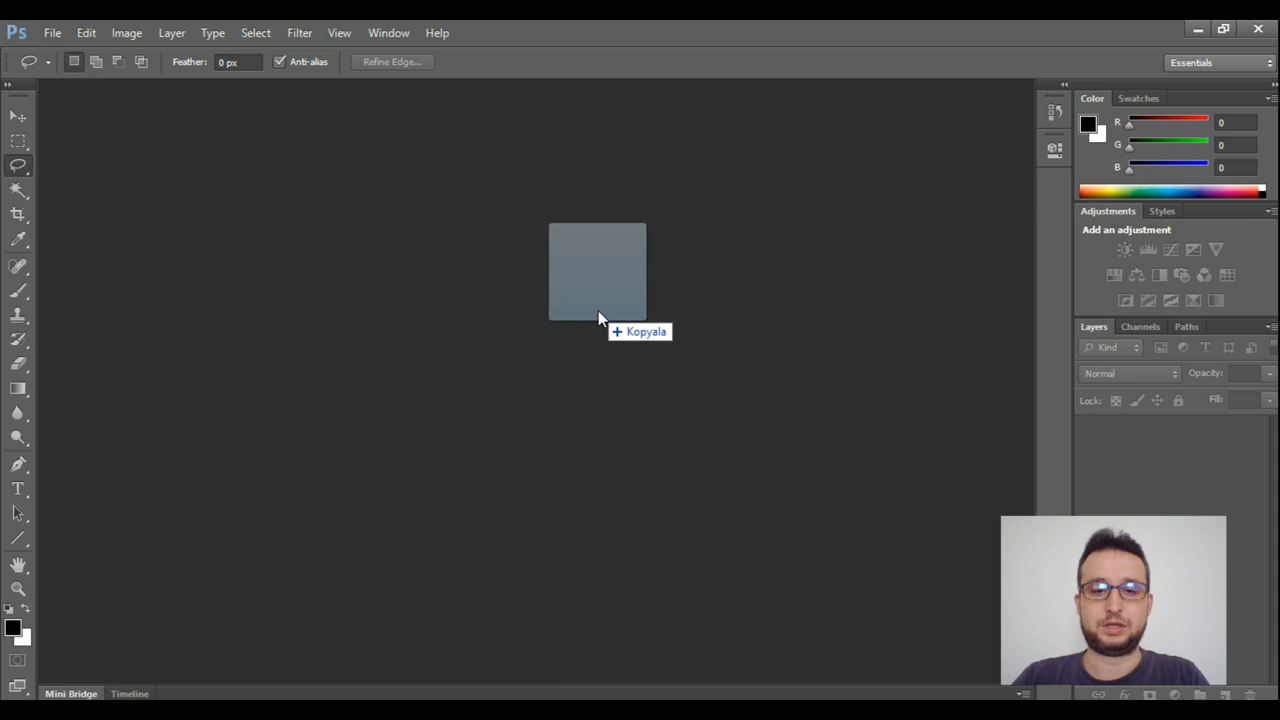 Ps File Edit Image Layer Type Select Filter View Window Help
Feather: 0 px Anti-alias Refine Edge... Essentials
Color Swatches
R 0
G 0
B 0
Adjustments Styles
Add an adjustment
Kopyala
Layers Channels Paths
Kind
Normal Opacity:
Lock: Fill:
T
Mini Bridge Timeline
fx